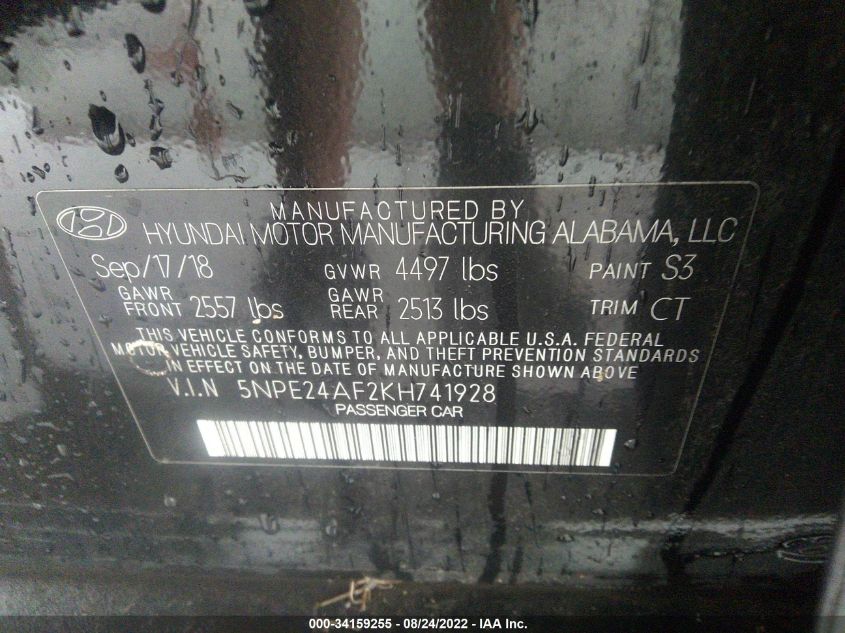 MANUFACTURED BY
HYUNDAI MOTOR MANUFACTURING ALABAMA, LLC
Sep/17/18 GVWR 4497 lbs PAINT S3
GAWR FRONT 2557 lbs GAWR REAR 2513 lbs TRIM CT
THIS VEHICLE CONFORMS TO ALL APPLICABLE U.S.A. FEDERAL
MOTOR VEHICLE SAFETY, BUMPER, AND THEFT PREVENTION STANDARDS
IN EFFECT ON THE DATE OF MANUFACTURE SHOWN ABOVE
V.I.N 5NPE24AF2KH741928
PASSENGER CAR
000-34159255 - 08/24/2022 - IAA Inc.